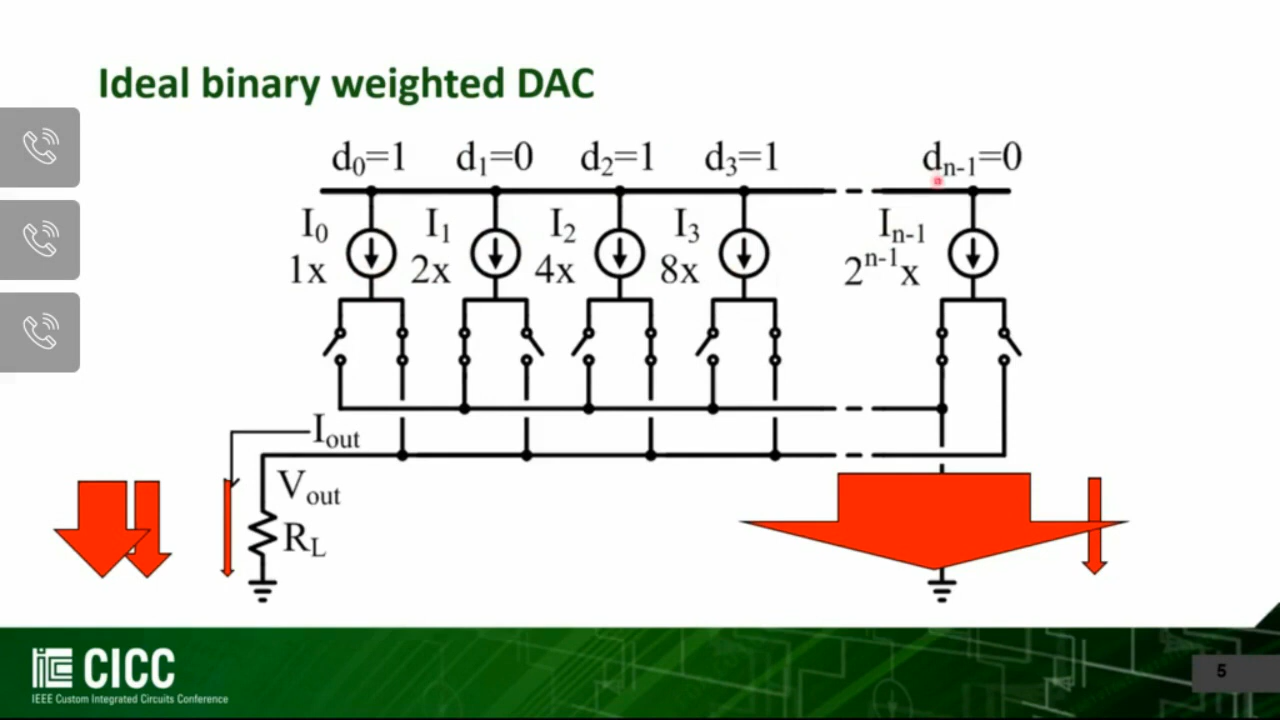 Ideal binary weighted DAC
d₀=1 d₁=0 d₂=1 d₃=1 dₙ₋₁=0
I₀ I₁ I₂ I₃ Iₙ₋₁
1x 2x 4x 8x 2ⁿ⁻¹x
Iout
Vout
R_L
CICC
IEEE Custom Integrated Circuits Conference
5